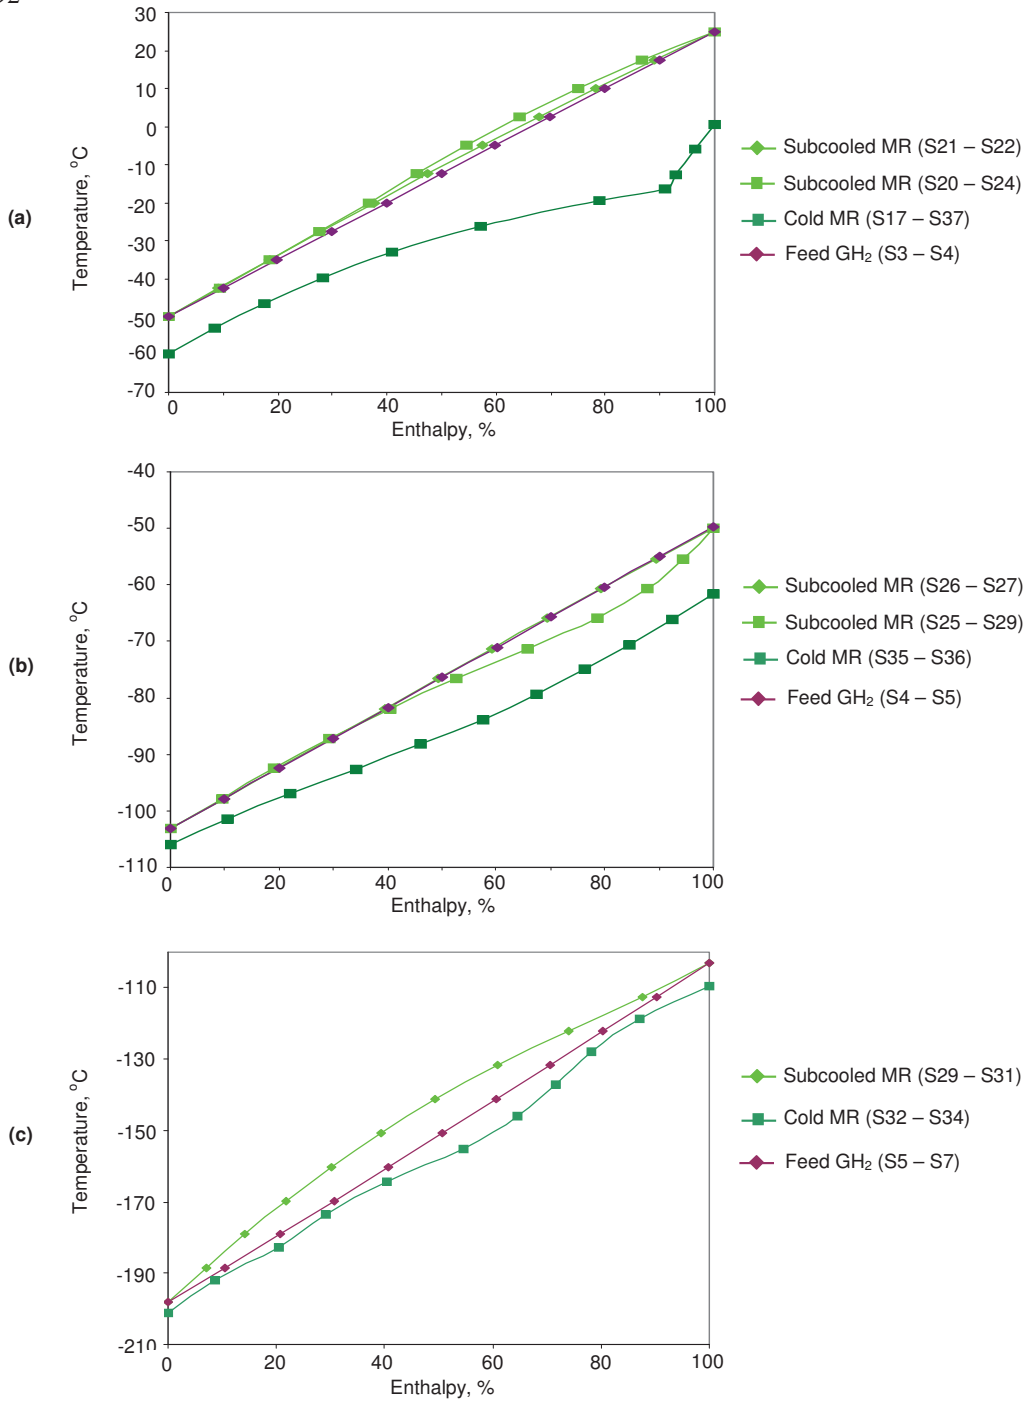 (a)
Temperature, °C
30
20
10
0
-10
-20
-30
-40
-50
-60
-70
0 20 40 60 80 100
Enthalpy, %
Subcooled MR (S21 – S22)
Subcooled MR (S20 – S24)
Cold MR (S17 – S37)
Feed GH₂ (S3 – S4)
(b)
Temperature, °C
-40
-50
-60
-70
-80
-90
-100
-110
0 20 40 60 80 100
Enthalpy, %
Subcooled MR (S26 – S27)
Subcooled MR (S25 – S29)
Cold MR (S35 – S36)
Feed GH₂ (S4 – S5)
(c)
Temperature, °C
-110
-130
-150
-170
-190
-210
0 20 40 60 80 100
Enthalpy, %
Subcooled MR (S29 – S31)
Cold MR (S32 – S34)
Feed GH₂ (S5 – S7)